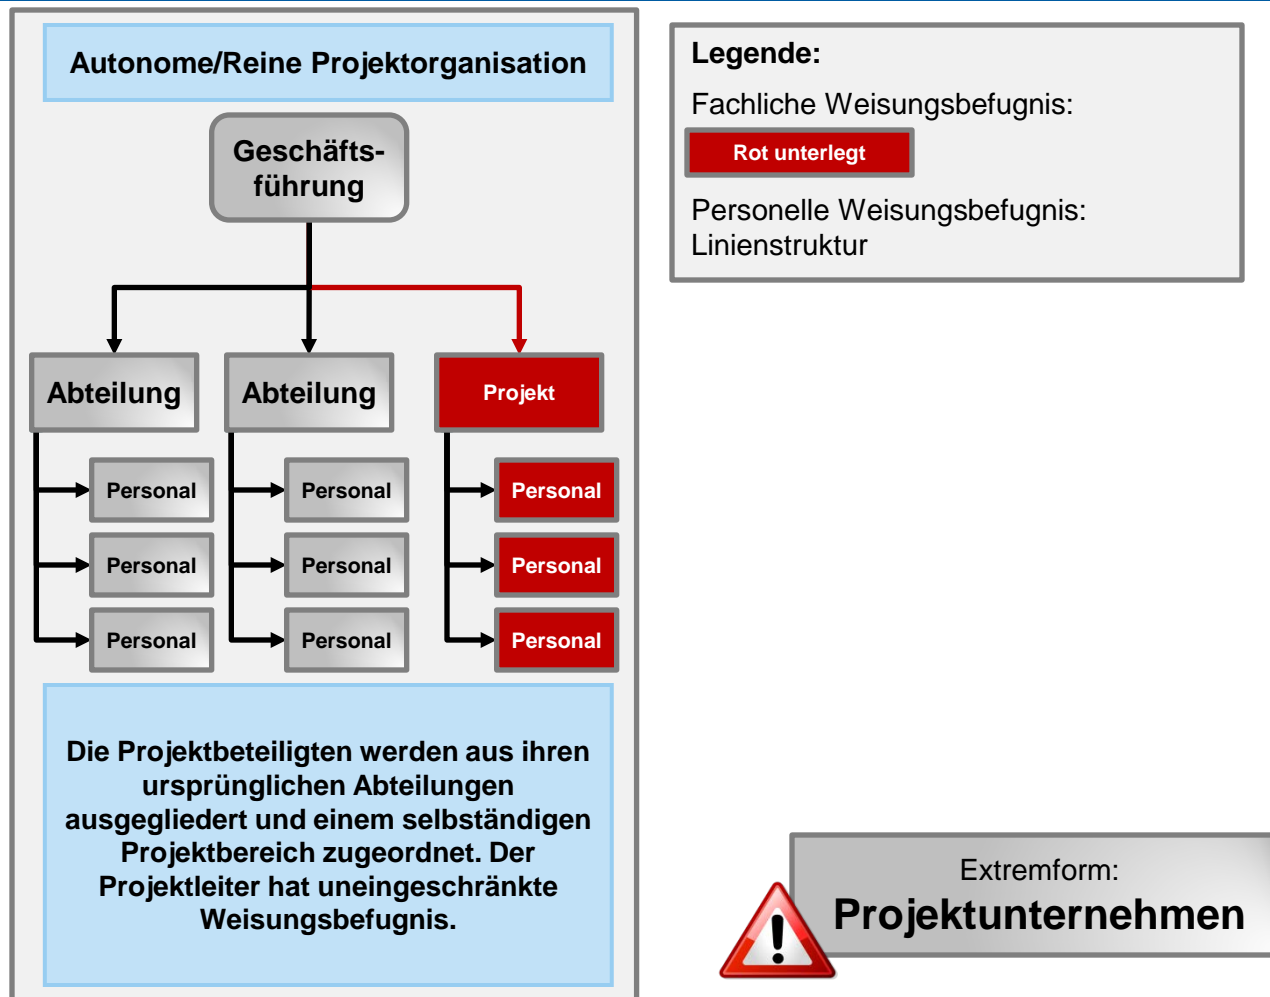 Autonome/Reine Projektorganisation
Geschäfts-
führung
Abteilung
Abteilung
Projekt
Personal
Personal
Personal
Personal
Personal
Personal
Personal
Personal
Personal
Die Projektbeteiligten werden aus ihren
ursprünglichen Abteilungen
ausgegliedert und einem selbständigen
Projektbereich zugeordnet. Der
Projektleiter hat uneingeschränkte
Weisungsbefugnis.
Legende:
Fachliche Weisungsbefugnis:
Rot unterlegt
Personelle Weisungsbefugnis:
Linienstruktur
Extremform:
Projektunternehmen